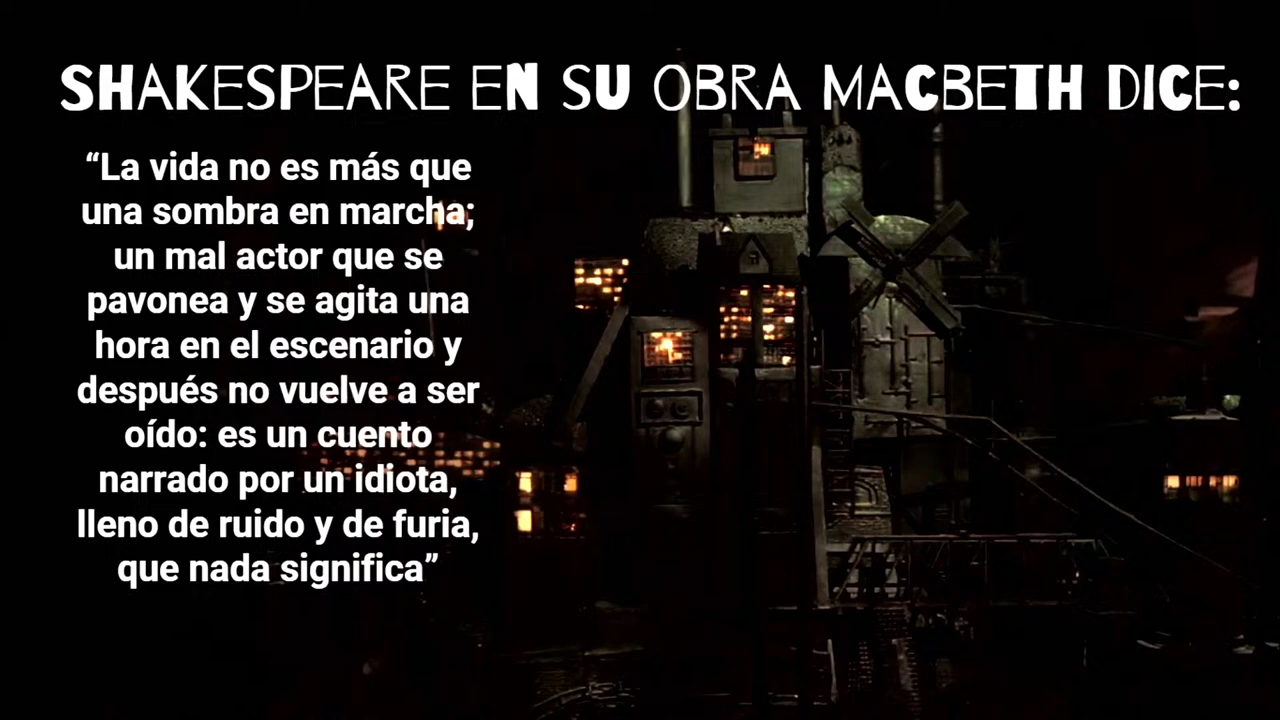 SHAKESPEARE EN SU OBRA MACBETH DICE:
“La vida no es más que
una sombra en marcha;
un mal actor que se
pavonea y se agita una
hora en el escenario y
después no vuelve a ser
oído: es un cuento
narrado por un idiota,
lleno de ruido y de furia,
que nada significa”